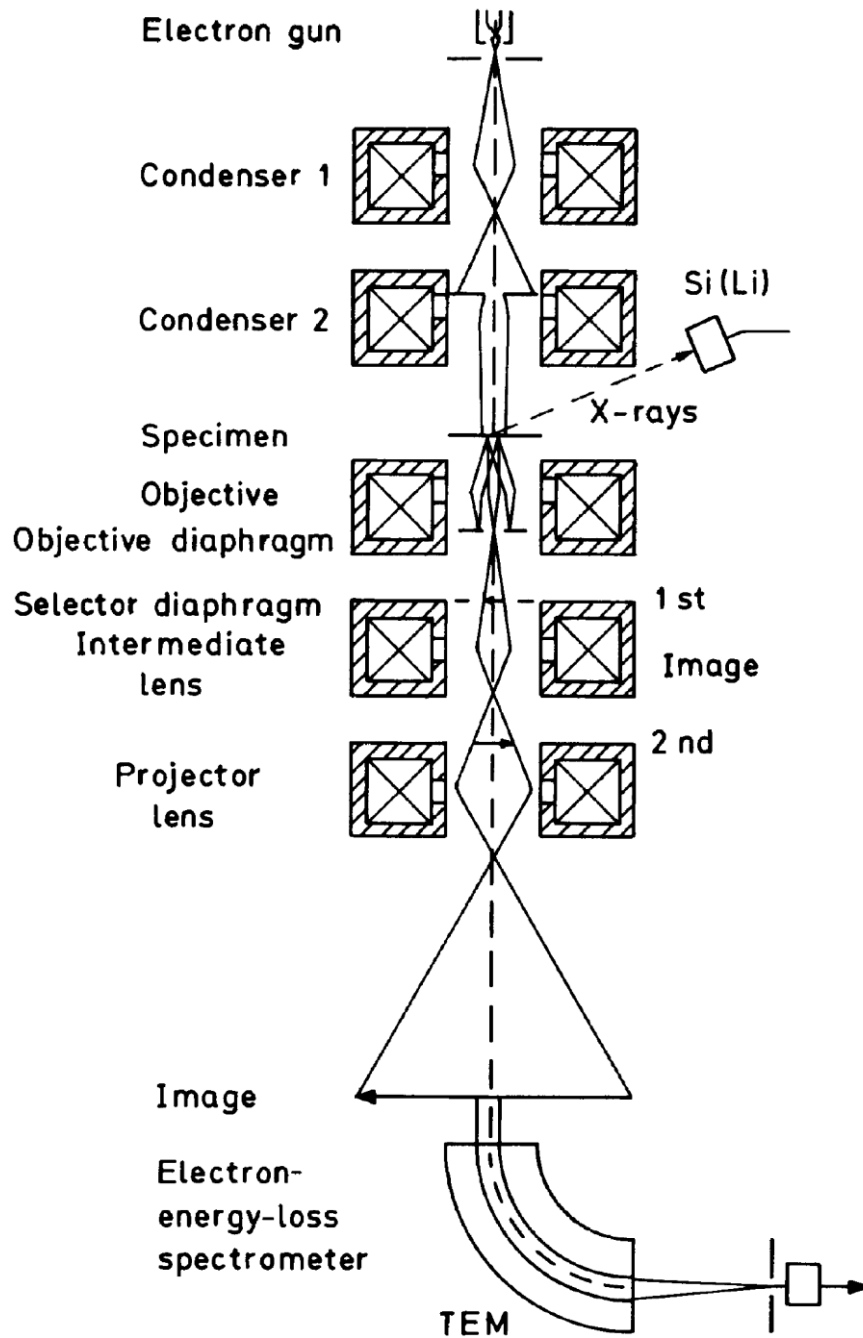 Electron gun
Condenser 1
Si(Li)
Condenser 2
X-rays
Specimen
Objective
Objective diaphragm
Selector diaphragm
1 st
Intermediate
lens
Image
2 nd
Projector
lens
Image
Electron-
energy-loss
spectrometer
TEM